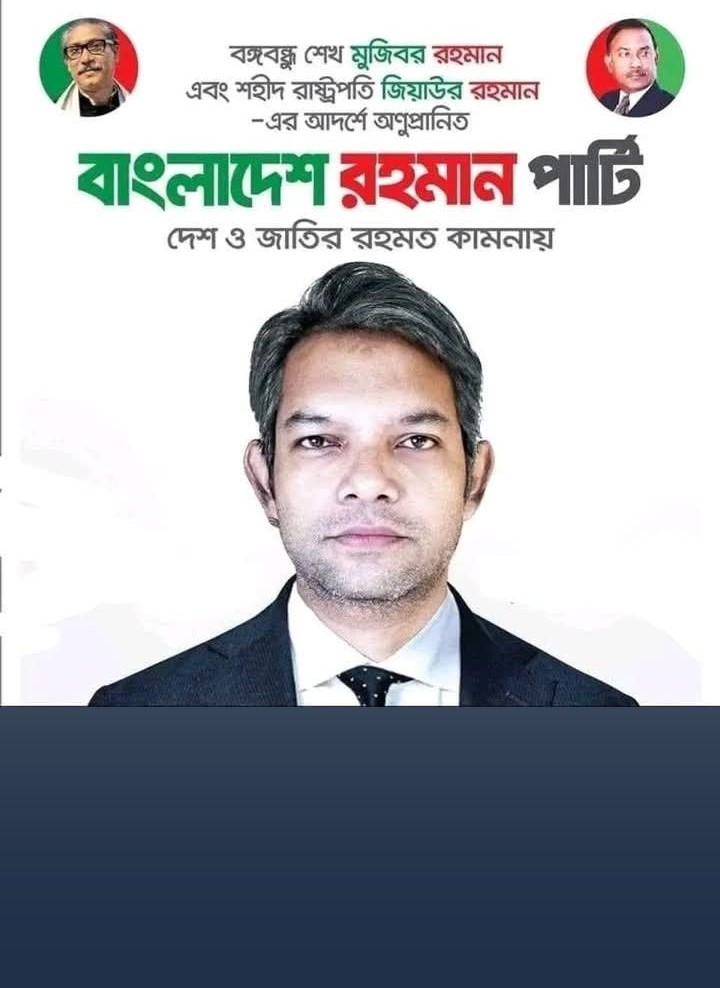 বঙ্গবন্ধু শেখ মুজিবর রহমান
এবং শহীদ রাষ্ট্রপতি জিয়াউর রহমান
-এর আদর্শে অণুপ্রানিত
বাংলাদেশ রহমান পার্টি
দেশ ও জাতির রহমত কামনায়